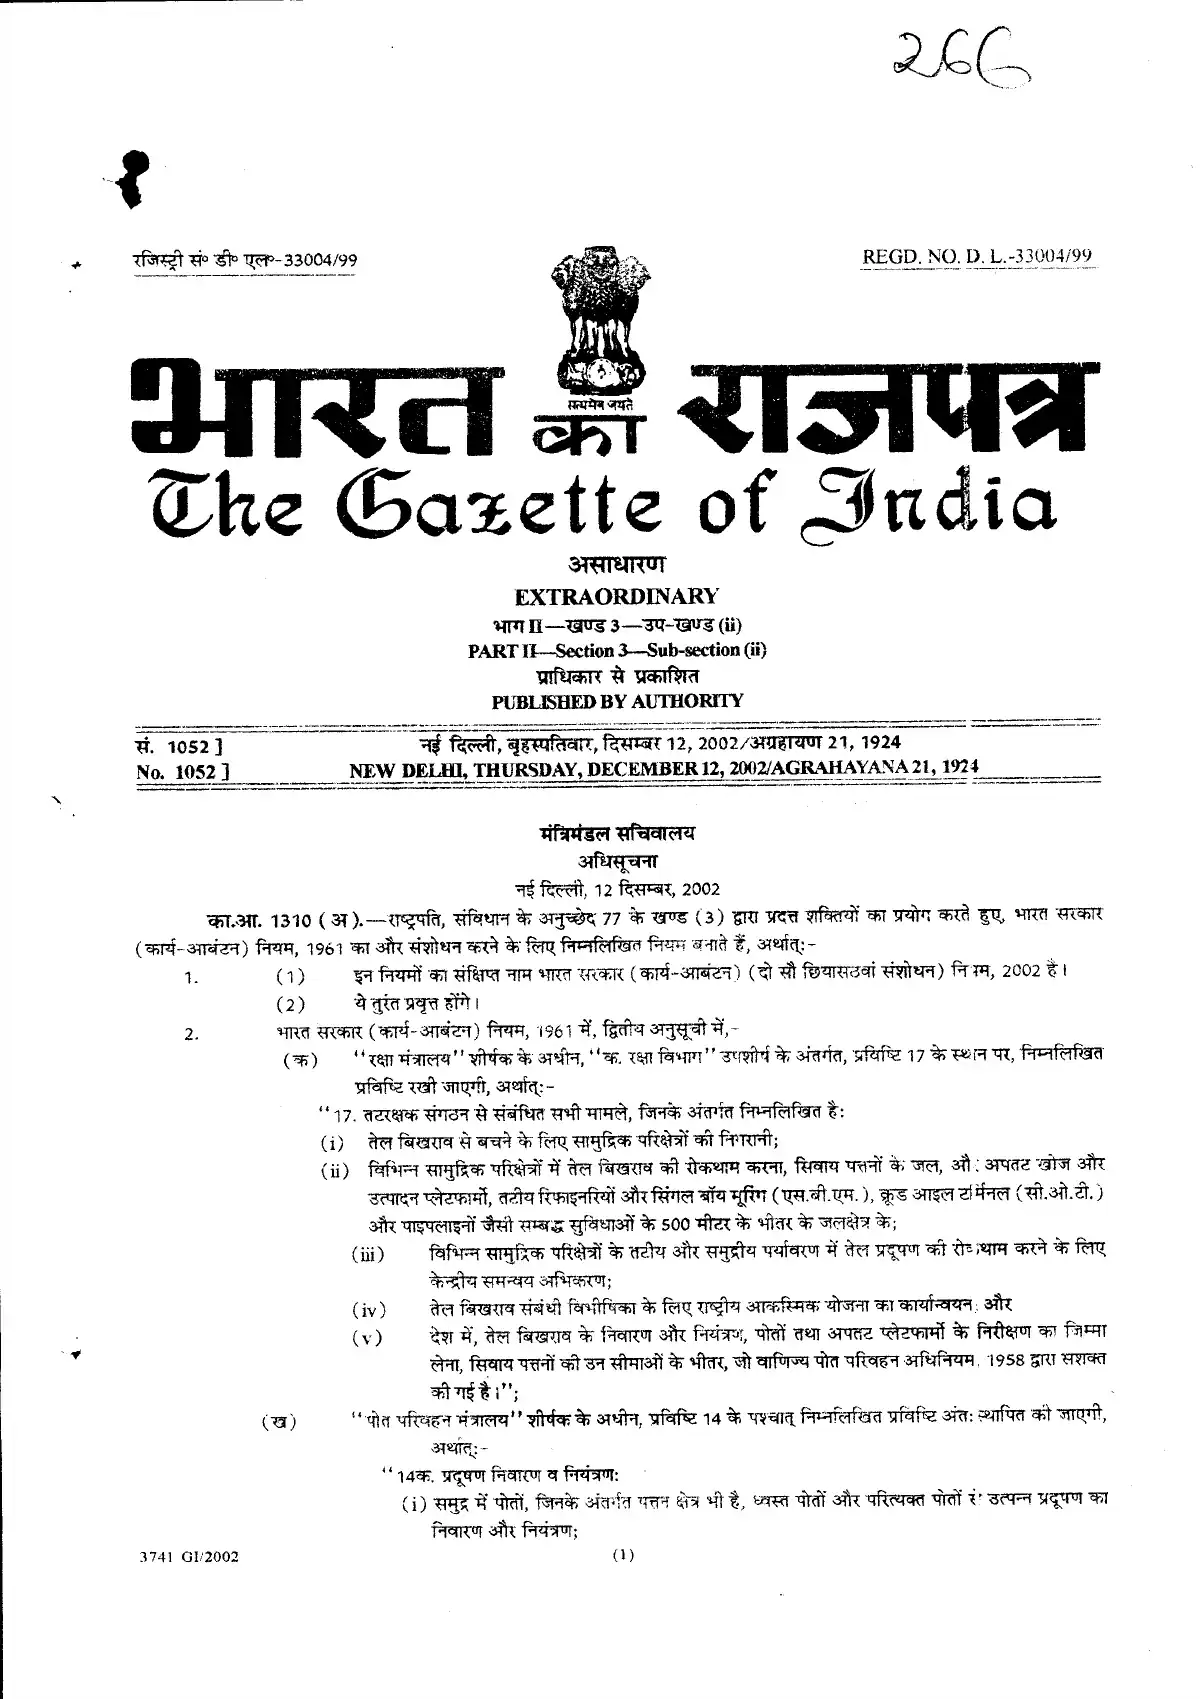 266
रजिस्ट्री सं० डी० एल०-33004/99
REGD. NO. D. L.-33004/99
सत्यमेव जयते
भारत का राजपत्र
The Gazette of India
असाधारण
EXTRAORDINARY
भाग II—खण्ड 3—उप-खण्ड (ii)
PART II—Section 3—Sub-section (ii)
प्राधिकार से प्रकाशित
PUBLISHED BY AUTHORITY
सं. 1052 ] नई दिल्ली, बृहस्पतिवार, दिसम्बर 12, 2002/अग्रहायण 21, 1924
No. 1052 ] NEW DELHI, THURSDAY, DECEMBER 12, 2002/AGRAHAYANA 21, 1924
मंत्रिमंडल सचिवालय
अधिसूचना
नई दिल्ली, 12 दिसम्बर, 2002
का.आ. 1310 ( अ ).—राष्ट्रपति, संविधान के अनुच्छेद 77 के खण्ड (3) द्वारा प्रदत्त शक्तियों का प्रयोग करते हुए, भारत सरकार
(कार्य-आबंटन) नियम, 1961 का और संशोधन करने के लिए निम्नलिखित नियम बनाते हैं, अर्थात्:-
1. (1) इन नियमों का संक्षिप्त नाम भारत सरकार (कार्य-आबंटन) (दो सौ छियासठवां संशोधन) नियम, 2002 है।
(2) ये तुरंत प्रवृत्त होंगे।
2. भारत सरकार (कार्य-आबंटन) नियम, 1961 में, द्वितीय अनुसूची में,-
(क) ‘‘रक्षा मंत्रालय’’ शीर्षक के अधीन, ‘‘क. रक्षा विभाग’’ उपशीर्ष के अंतर्गत, प्रविष्टि 17 के स्थान पर, निम्नलिखित
प्रविष्टि रखी जाएगी, अर्थात्:-
‘‘17. तटरक्षक संगठन से संबंधित सभी मामले, जिनके अंतर्गत निम्नलिखित है:
(i) तेल बिखराव से बचने के लिए सामुद्रिक परिक्षेत्रों की निगरानी;
(ii) विभिन्न सामुद्रिक परिक्षेत्रों में तेल बिखराव की रोकथाम करना, सिवाय पत्तनों के जल, और अपतट खोज और
उत्पादन प्लेटफार्मो, तटीय रिफाइनरियों और सिंगल बॉय मूरिंग (एस.बी.एम.), क्रूड आइल टर्मिनल (सी.ओ.टी.)
और पाइपलाइनों जैसी सम्बद्ध सुविधाओं के 500 मीटर के भीतर के जलक्षेत्र के;
(iii) विभिन्न सामुद्रिक परिक्षेत्रों के तटीय और समुद्रीय पर्यावरण में तेल प्रदूषण की रोकथाम करने के लिए
केन्द्रीय समन्वय अभिकरण;
(iv) तेल बिखराव संबंधी विभीषिका के लिए राष्ट्रीय आकस्मिक योजना का कार्यान्वयन; और
(v) देश में, तेल बिखराव के निवारण और नियंत्रण, पोतों तथा अपतट प्लेटफार्मो के निरीक्षण का जिम्मा
लेना, सिवाय पत्तनों की उन सीमाओं के भीतर, जो वाणिज्य पोत परिवहन अधिनियम, 1958 द्वारा सशक्त
की गई है।’’;
(ख) ‘‘पोत परिवहन मंत्रालय’’ शीर्षक के अधीन, प्रविष्टि 14 के पश्चात् निम्नलिखित प्रविष्टि अंत: स्थापित की जाएगी,
अर्थात्:-
‘‘14क. प्रदूषण निवारण व नियंत्रण:
(i) समुद्र में पोतों, जिनके अंतर्गत पत्तन क्षेत्र भी है, ध्वस्त पोतों और परित्यक्त पोतों से उत्पन्न प्रदूषण का
निवारण और नियंत्रण;
3741 GI/2002 (1)